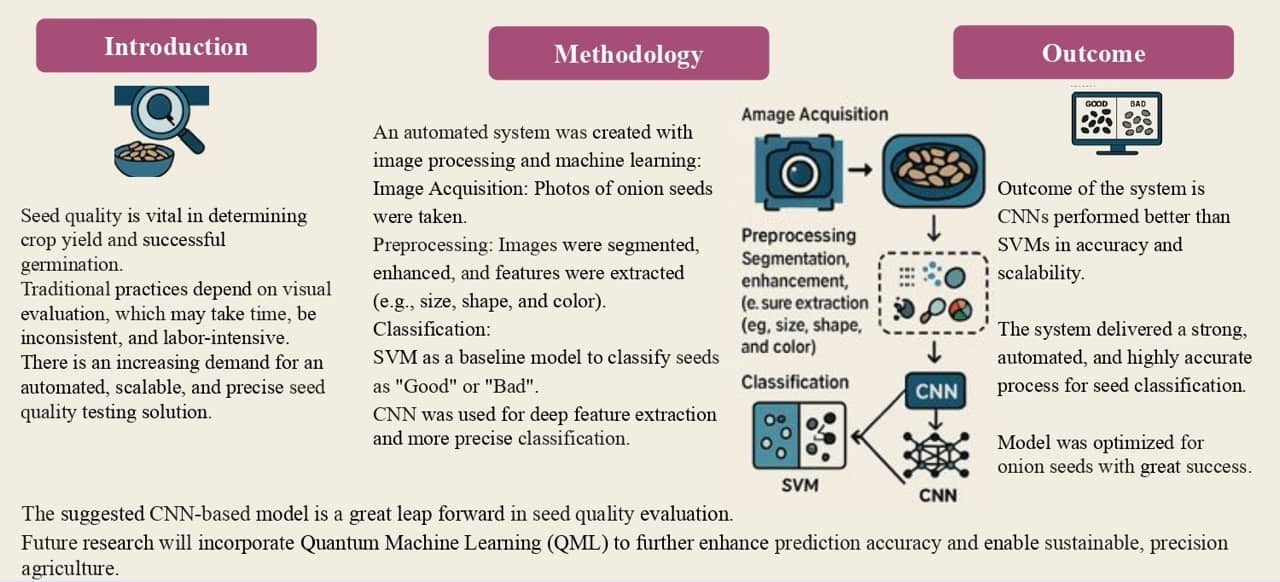 Introduction
Seed quality is vital in determining
crop yield and successful
germination.
Traditional practices depend on visual
evaluation, which may take time, be
inconsistent, and labor-intensive.
There is an increasing demand for an
automated, scalable, and precise seed
quality testing solution.
Methodology
An automated system was created with
image processing and machine learning:
Image Acquisition: Photos of onion seeds
were taken.
Preprocessing: Images were segmented,
enhanced, and features were extracted
(e.g., size, shape, and color).
Classification:
SVM as a baseline model to classify seeds
as "Good" or "Bad".
CNN was used for deep feature extraction
and more precise classification.
Amage Acquisition
Preprocessing
Segmentation,
enhancement,
(e.sure extraction
(eg, size, shape,
and color)
Classification
CNN
SVM
CNN
Outcome
GOOD
BAD
Outcome of the system is
CNNs performed better than
SVMs in accuracy and
scalability.
The system delivered a strong,
automated, and highly accurate
process for seed classification.
Model was optimized for
onion seeds with great success.
The suggested CNN-based model is a great leap forward in seed quality evaluation.
Future research will incorporate Quantum Machine Learning (QML) to further enhance prediction accuracy and enable sustainable, precision
agriculture.